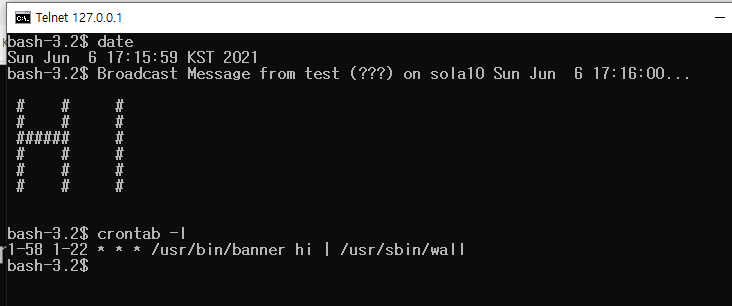 Telnet 127.0.0.1
bash-3.2$ date
Sun Jun  6 17:15:59 KST 2021
bash-3.2$ Broadcast Message from test (???) on sola10 Sun Jun  6 17:16:00...
 #    #     #
 #    #     #
 ######     #
 #    #     #
 #    #     #
 #    #     #
bash-3.2$ crontab -l
1-58 1-22 * * * /usr/bin/banner hi | /usr/sbin/wall
bash-3.2$